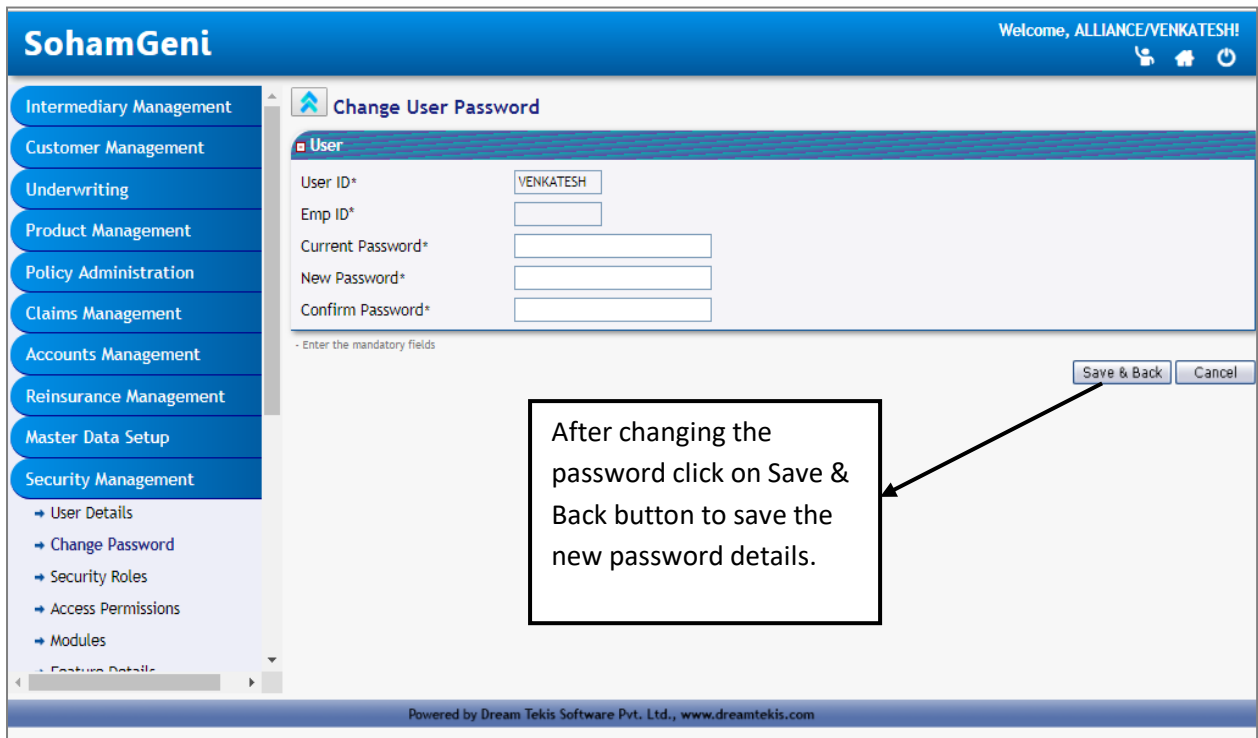 SohamGeni
Welcome, ALLIANCE/VENKATESH!
Intermediary Management
Customer Management
Underwriting
Product Management
Policy Administration
Claims Management
Accounts Management
Reinsurance Management
Master Data Setup
Security Management
User Details
Change Password
Security Roles
Access Permissions
Modules
Feature Details
Change User Password
User
User ID*
VENKATESH
Emp ID*
Current Password*
New Password*
Confirm Password*
- Enter the mandatory fields
Save & Back
Cancel
After changing the
password click on Save &
Back button to save the
new password details.
Powered by Dream Tekis Software Pvt. Ltd., www.dreamtekis.com